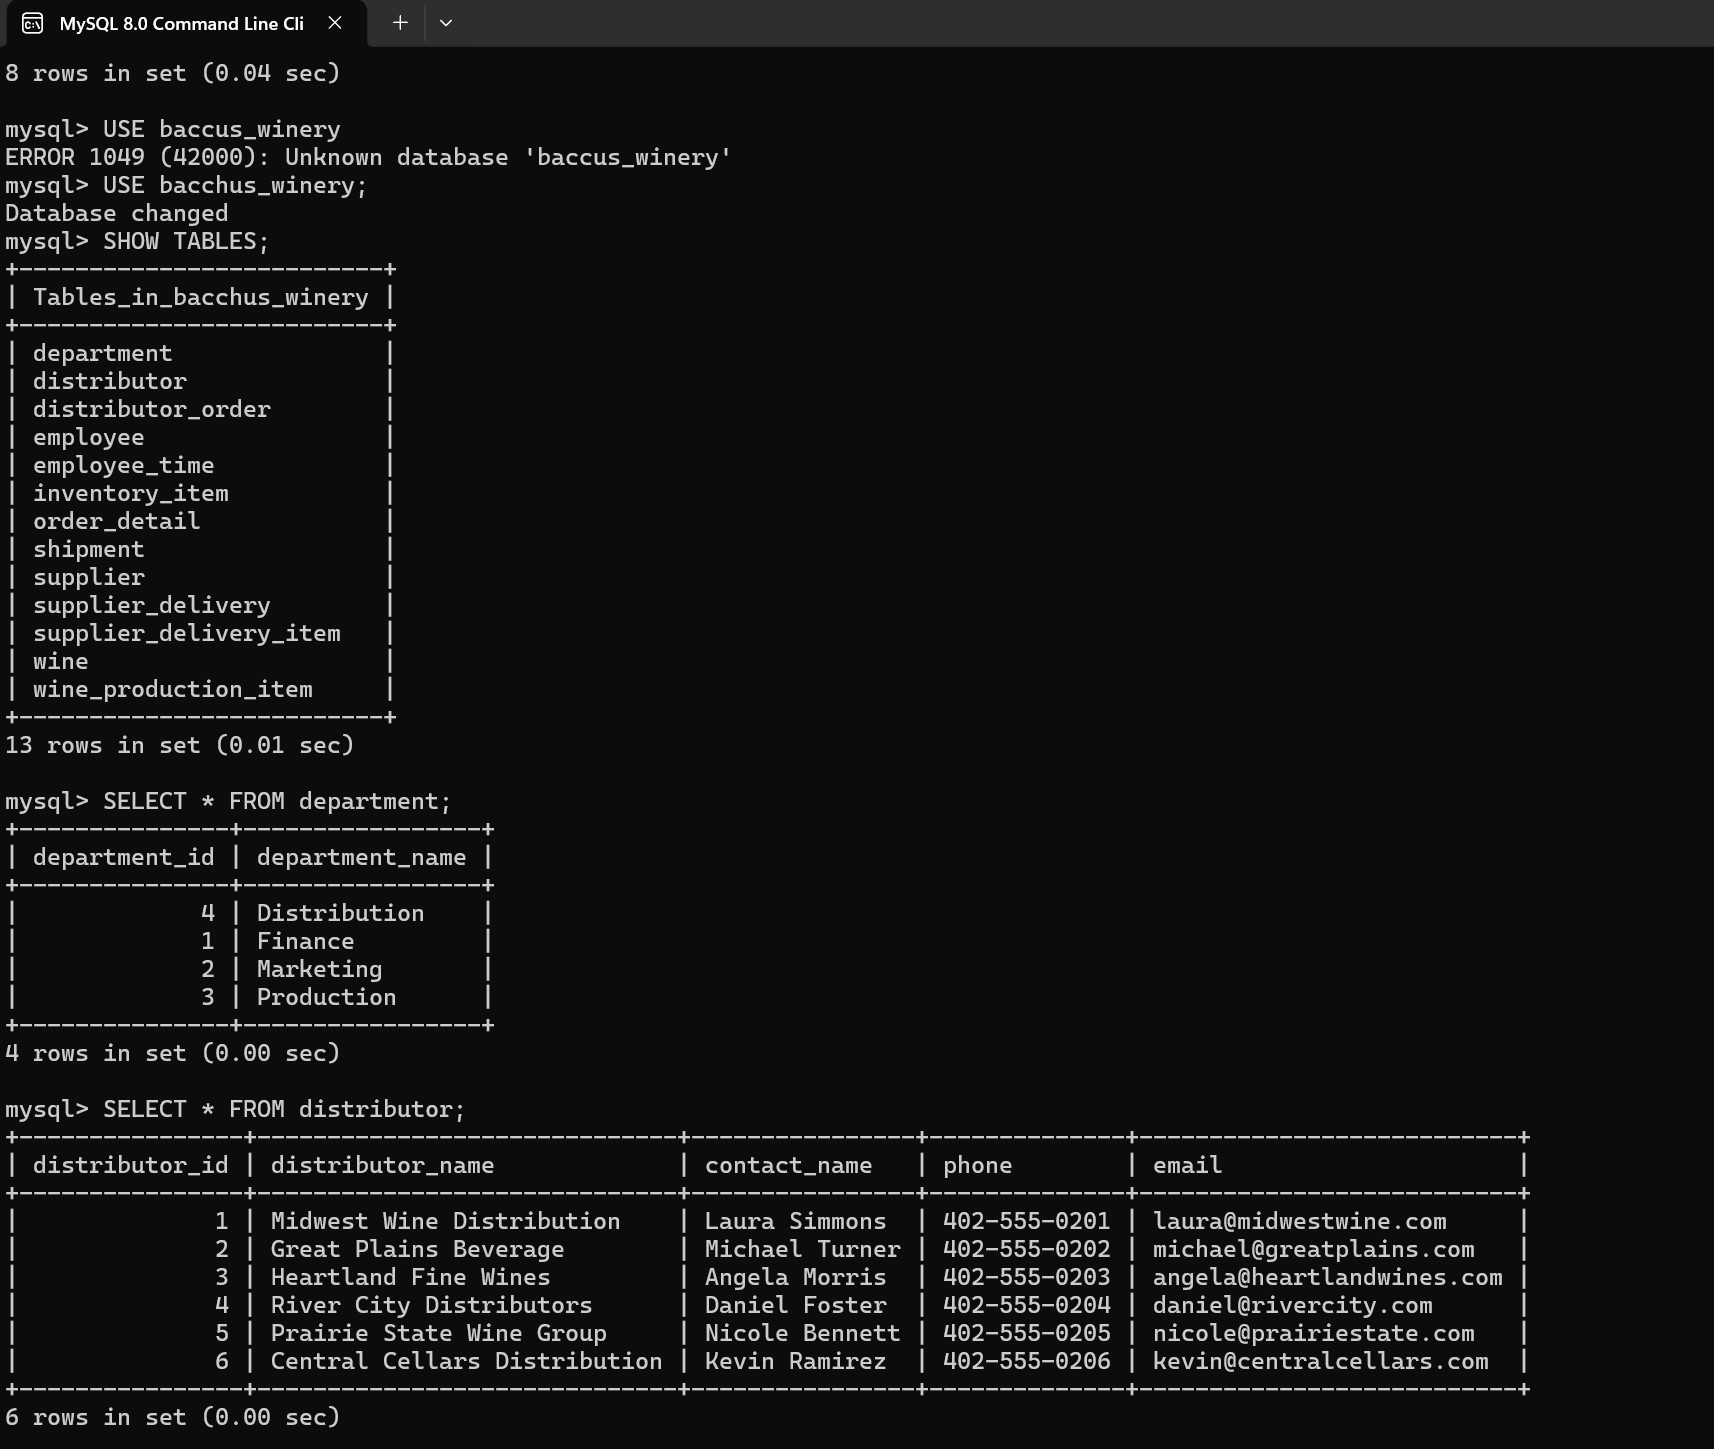 MySQL 8.0 Command Line Cli
8 rows in set (0.04 sec)
mysql> USE baccus_winery
ERROR 1049 (42000): Unknown database 'baccus_winery'
mysql> USE bacchus_winery;
Database changed
mysql> SHOW TABLES;
+--------------------------+
| Tables_in_bacchus_winery |
+--------------------------+
| department               |
| distributor              |
| distributor_order        |
| employee                 |
| employee_time            |
| inventory_item           |
| order_detail             |
| shipment                 |
| supplier                 |
| supplier_delivery        |
| supplier_delivery_item   |
| wine                     |
| wine_production_item     |
+--------------------------+
13 rows in set (0.01 sec)
mysql> SELECT * FROM department;
+---------------+-----------------+
| department_id | department_name |
+---------------+-----------------+
|             4 | Distribution    |
|             1 | Finance         |
|             2 | Marketing       |
|             3 | Production      |
+---------------+-----------------+
4 rows in set (0.00 sec)
mysql> SELECT * FROM distributor;
+----------------+------------------------------+----------------+--------------+---------------------------+
| distributor_id | distributor_name             | contact_name   | phone        | email                     |
+----------------+------------------------------+----------------+--------------+---------------------------+
|              1 | Midwest Wine Distribution    | Laura Simmons  | 402-555-0201 | laura@midwestwine.com     |
|              2 | Great Plains Beverage        | Michael Turner | 402-555-0202 | michael@greatplains.com   |
|              3 | Heartland Fine Wines         | Angela Morris  | 402-555-0203 | angela@heartlandwines.com |
|              4 | River City Distributors      | Daniel Foster  | 402-555-0204 | daniel@rivercity.com      |
|              5 | Prairie State Wine Group     | Nicole Bennett | 402-555-0205 | nicole@prairiestate.com   |
|              6 | Central Cellars Distribution | Kevin Ramirez  | 402-555-0206 | kevin@centralcellars.com  |
+----------------+------------------------------+----------------+--------------+---------------------------+
6 rows in set (0.00 sec)